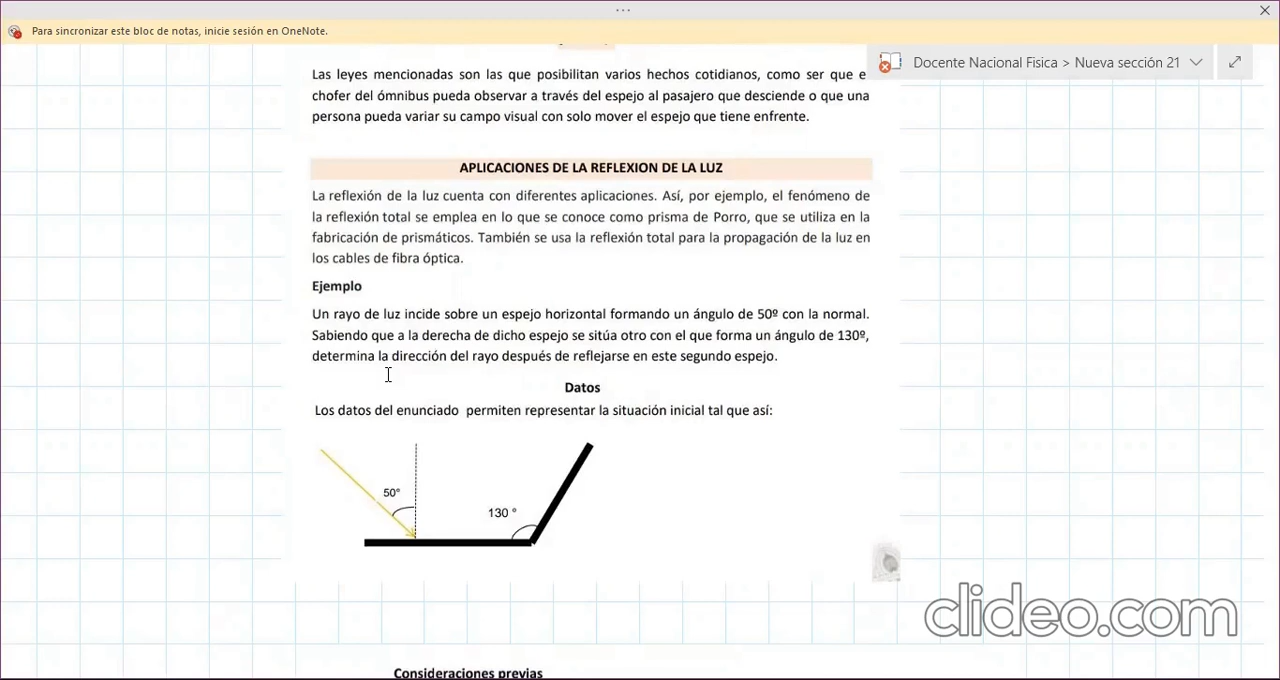 ...
Para sincronizar este bloc de notas, inicie sesión en OneNote.
Docente Nacional Fisica > Nueva sección 21
Las leyes mencionadas son las que posibilitan varios hechos cotidianos, como ser que e
chofer del ómnibus pueda observar a través del espejo al pasajero que desciende o que una
persona pueda variar su campo visual con solo mover el espejo que tiene enfrente.
APLICACIONES DE LA REFLEXION DE LA LUZ
La reflexión de la luz cuenta con diferentes aplicaciones. Así, por ejemplo, el fenómeno de
la reflexión total se emplea en lo que se conoce como prisma de Porro, que se utiliza en la
fabricación de prismáticos. También se usa la reflexión total para la propagación de la luz en
los cables de fibra óptica.
Ejemplo
Un rayo de luz incide sobre un espejo horizontal formando un ángulo de 50º con la normal.
Sabiendo que a la derecha de dicho espejo se sitúa otro con el que forma un ángulo de 130º,
determina la dirección del rayo después de reflejarse en este segundo espejo.
Datos
Los datos del enunciado permiten representar la situación inicial tal que así:
50°
130 °
clideo.com
Consideraciones previas